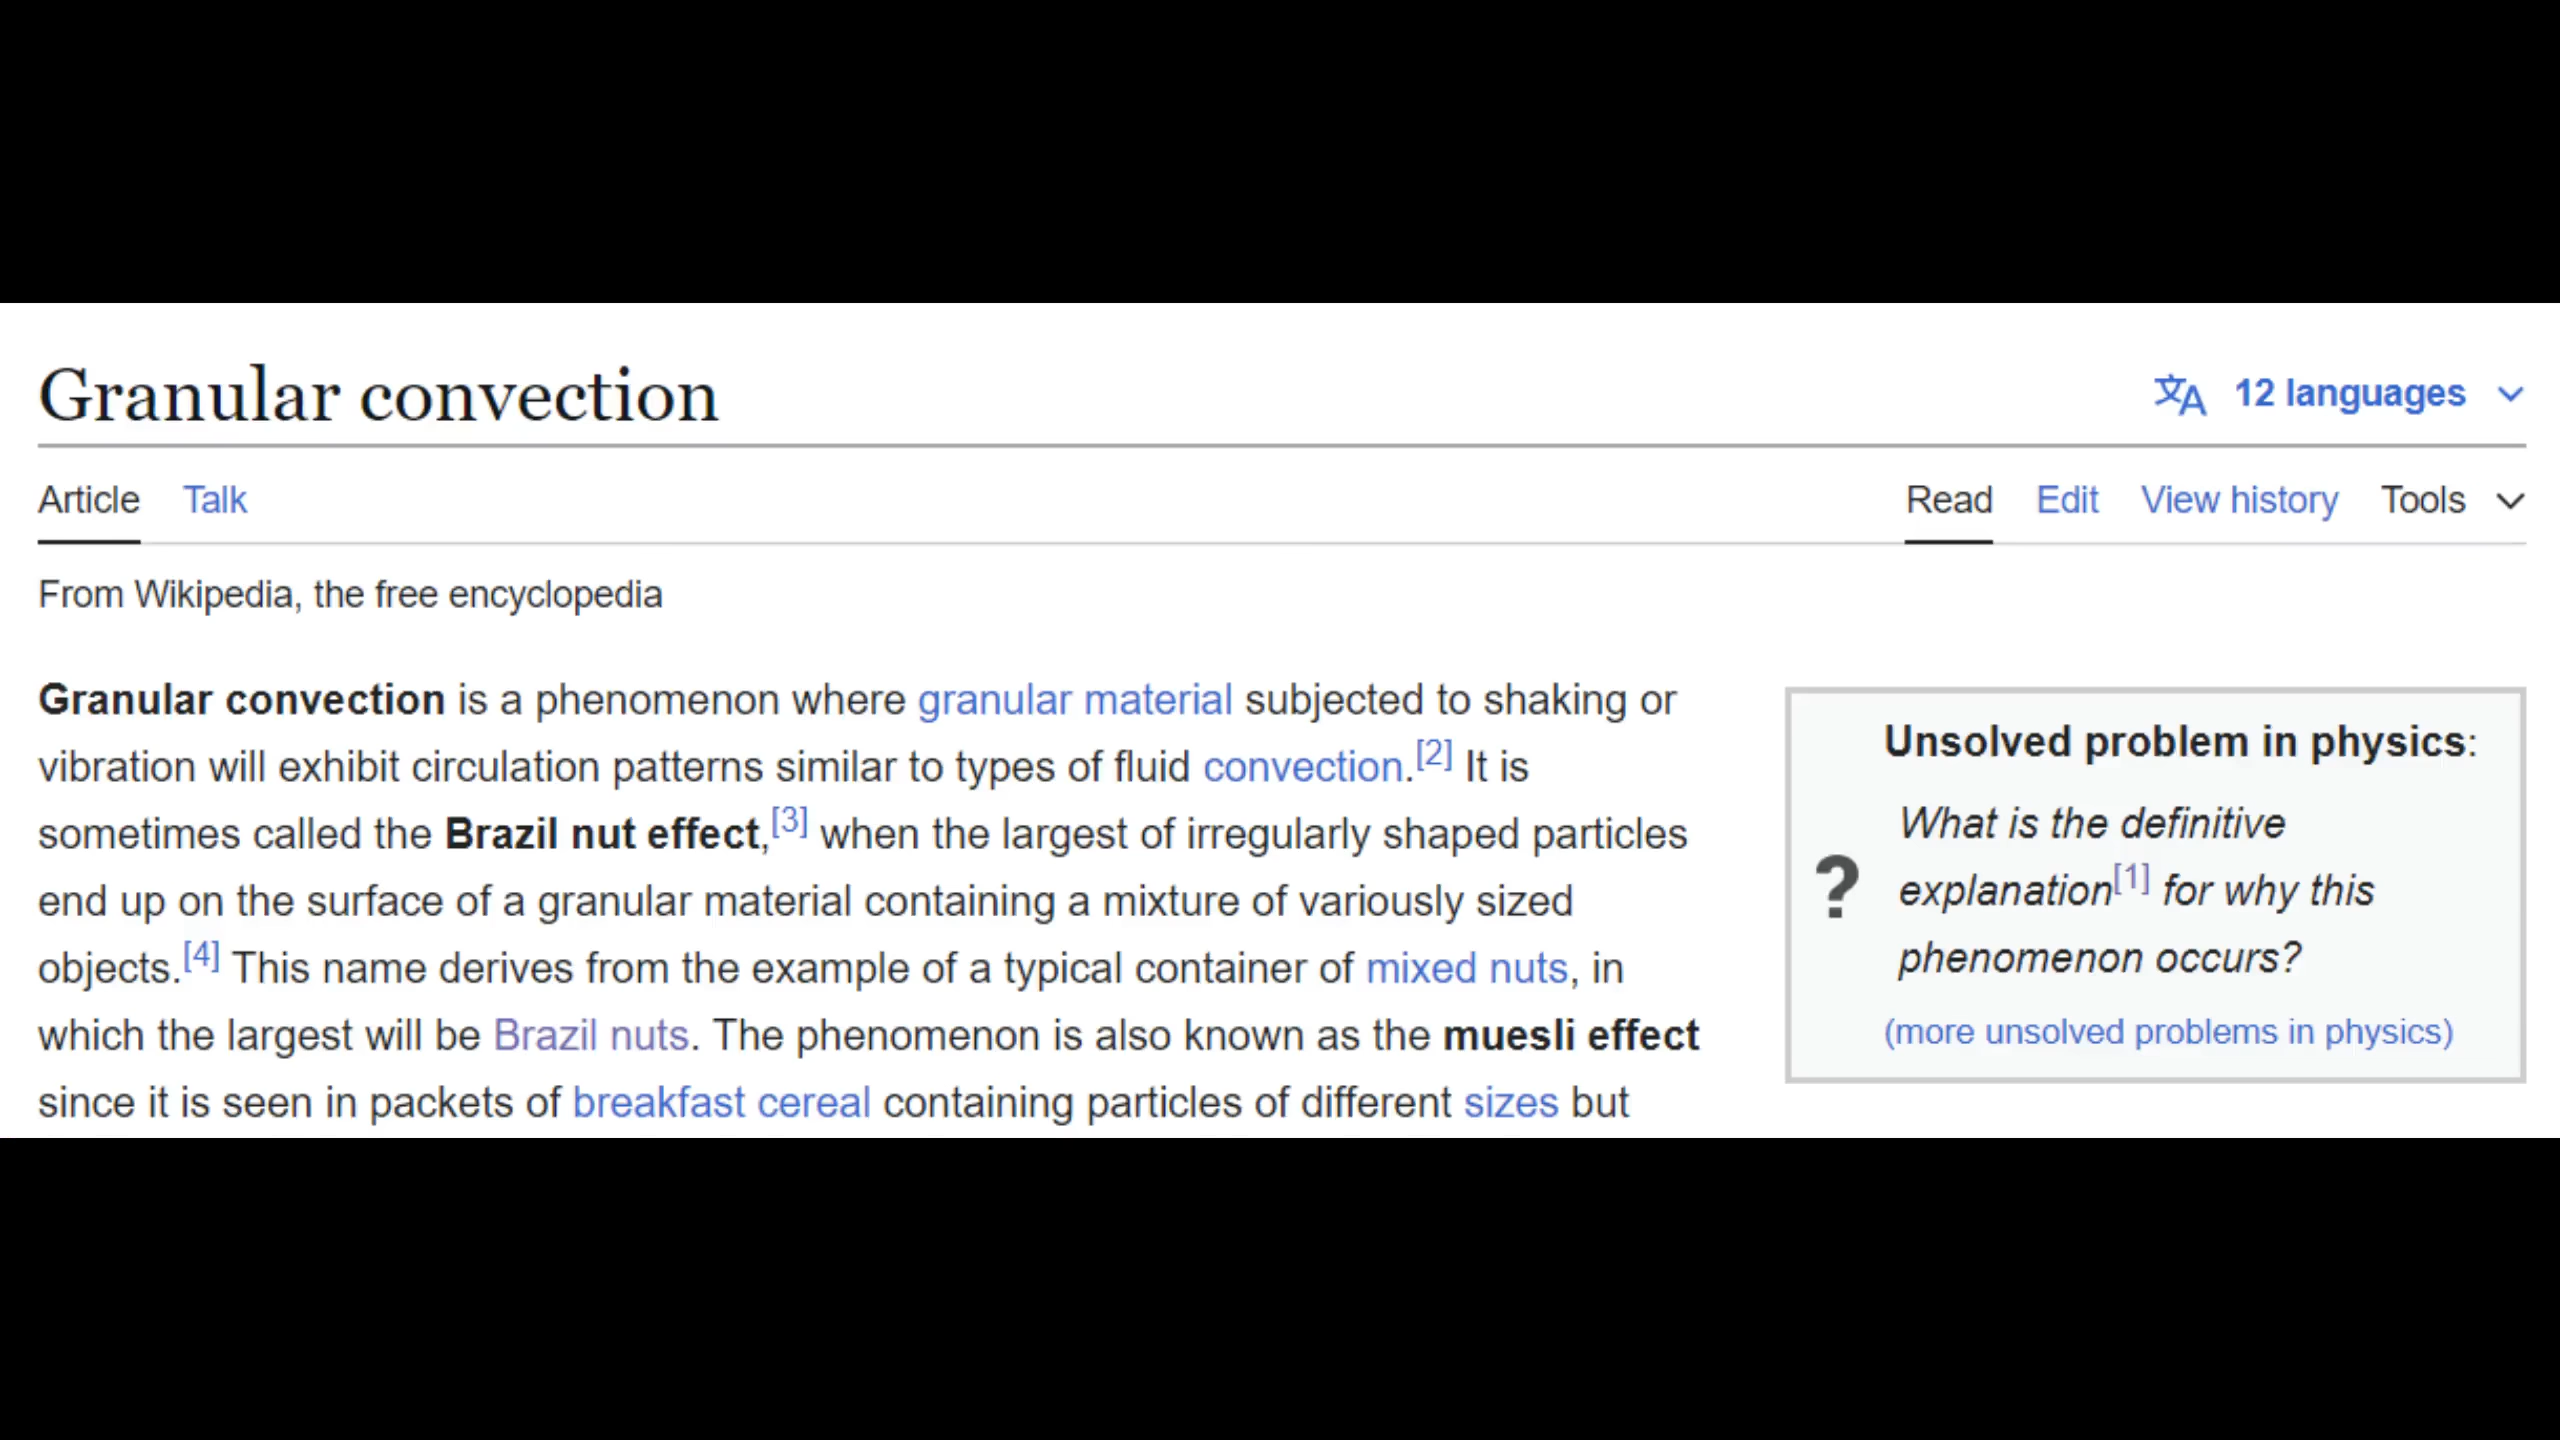 Granular convection
12 languages
Article Talk
Read Edit View history Tools
From Wikipedia, the free encyclopedia
Granular convection is a phenomenon where granular material subjected to shaking or
vibration will exhibit circulation patterns similar to types of fluid convection.[2] It is
sometimes called the Brazil nut effect,[3] when the largest of irregularly shaped particles
end up on the surface of a granular material containing a mixture of variously sized
objects.[4] This name derives from the example of a typical container of mixed nuts, in
which the largest will be Brazil nuts. The phenomenon is also known as the muesli effect
since it is seen in packets of breakfast cereal containing particles of different sizes but
Unsolved problem in physics:
What is the definitive
?
explanation[1] for why this
phenomenon occurs?
(more unsolved problems in physics)